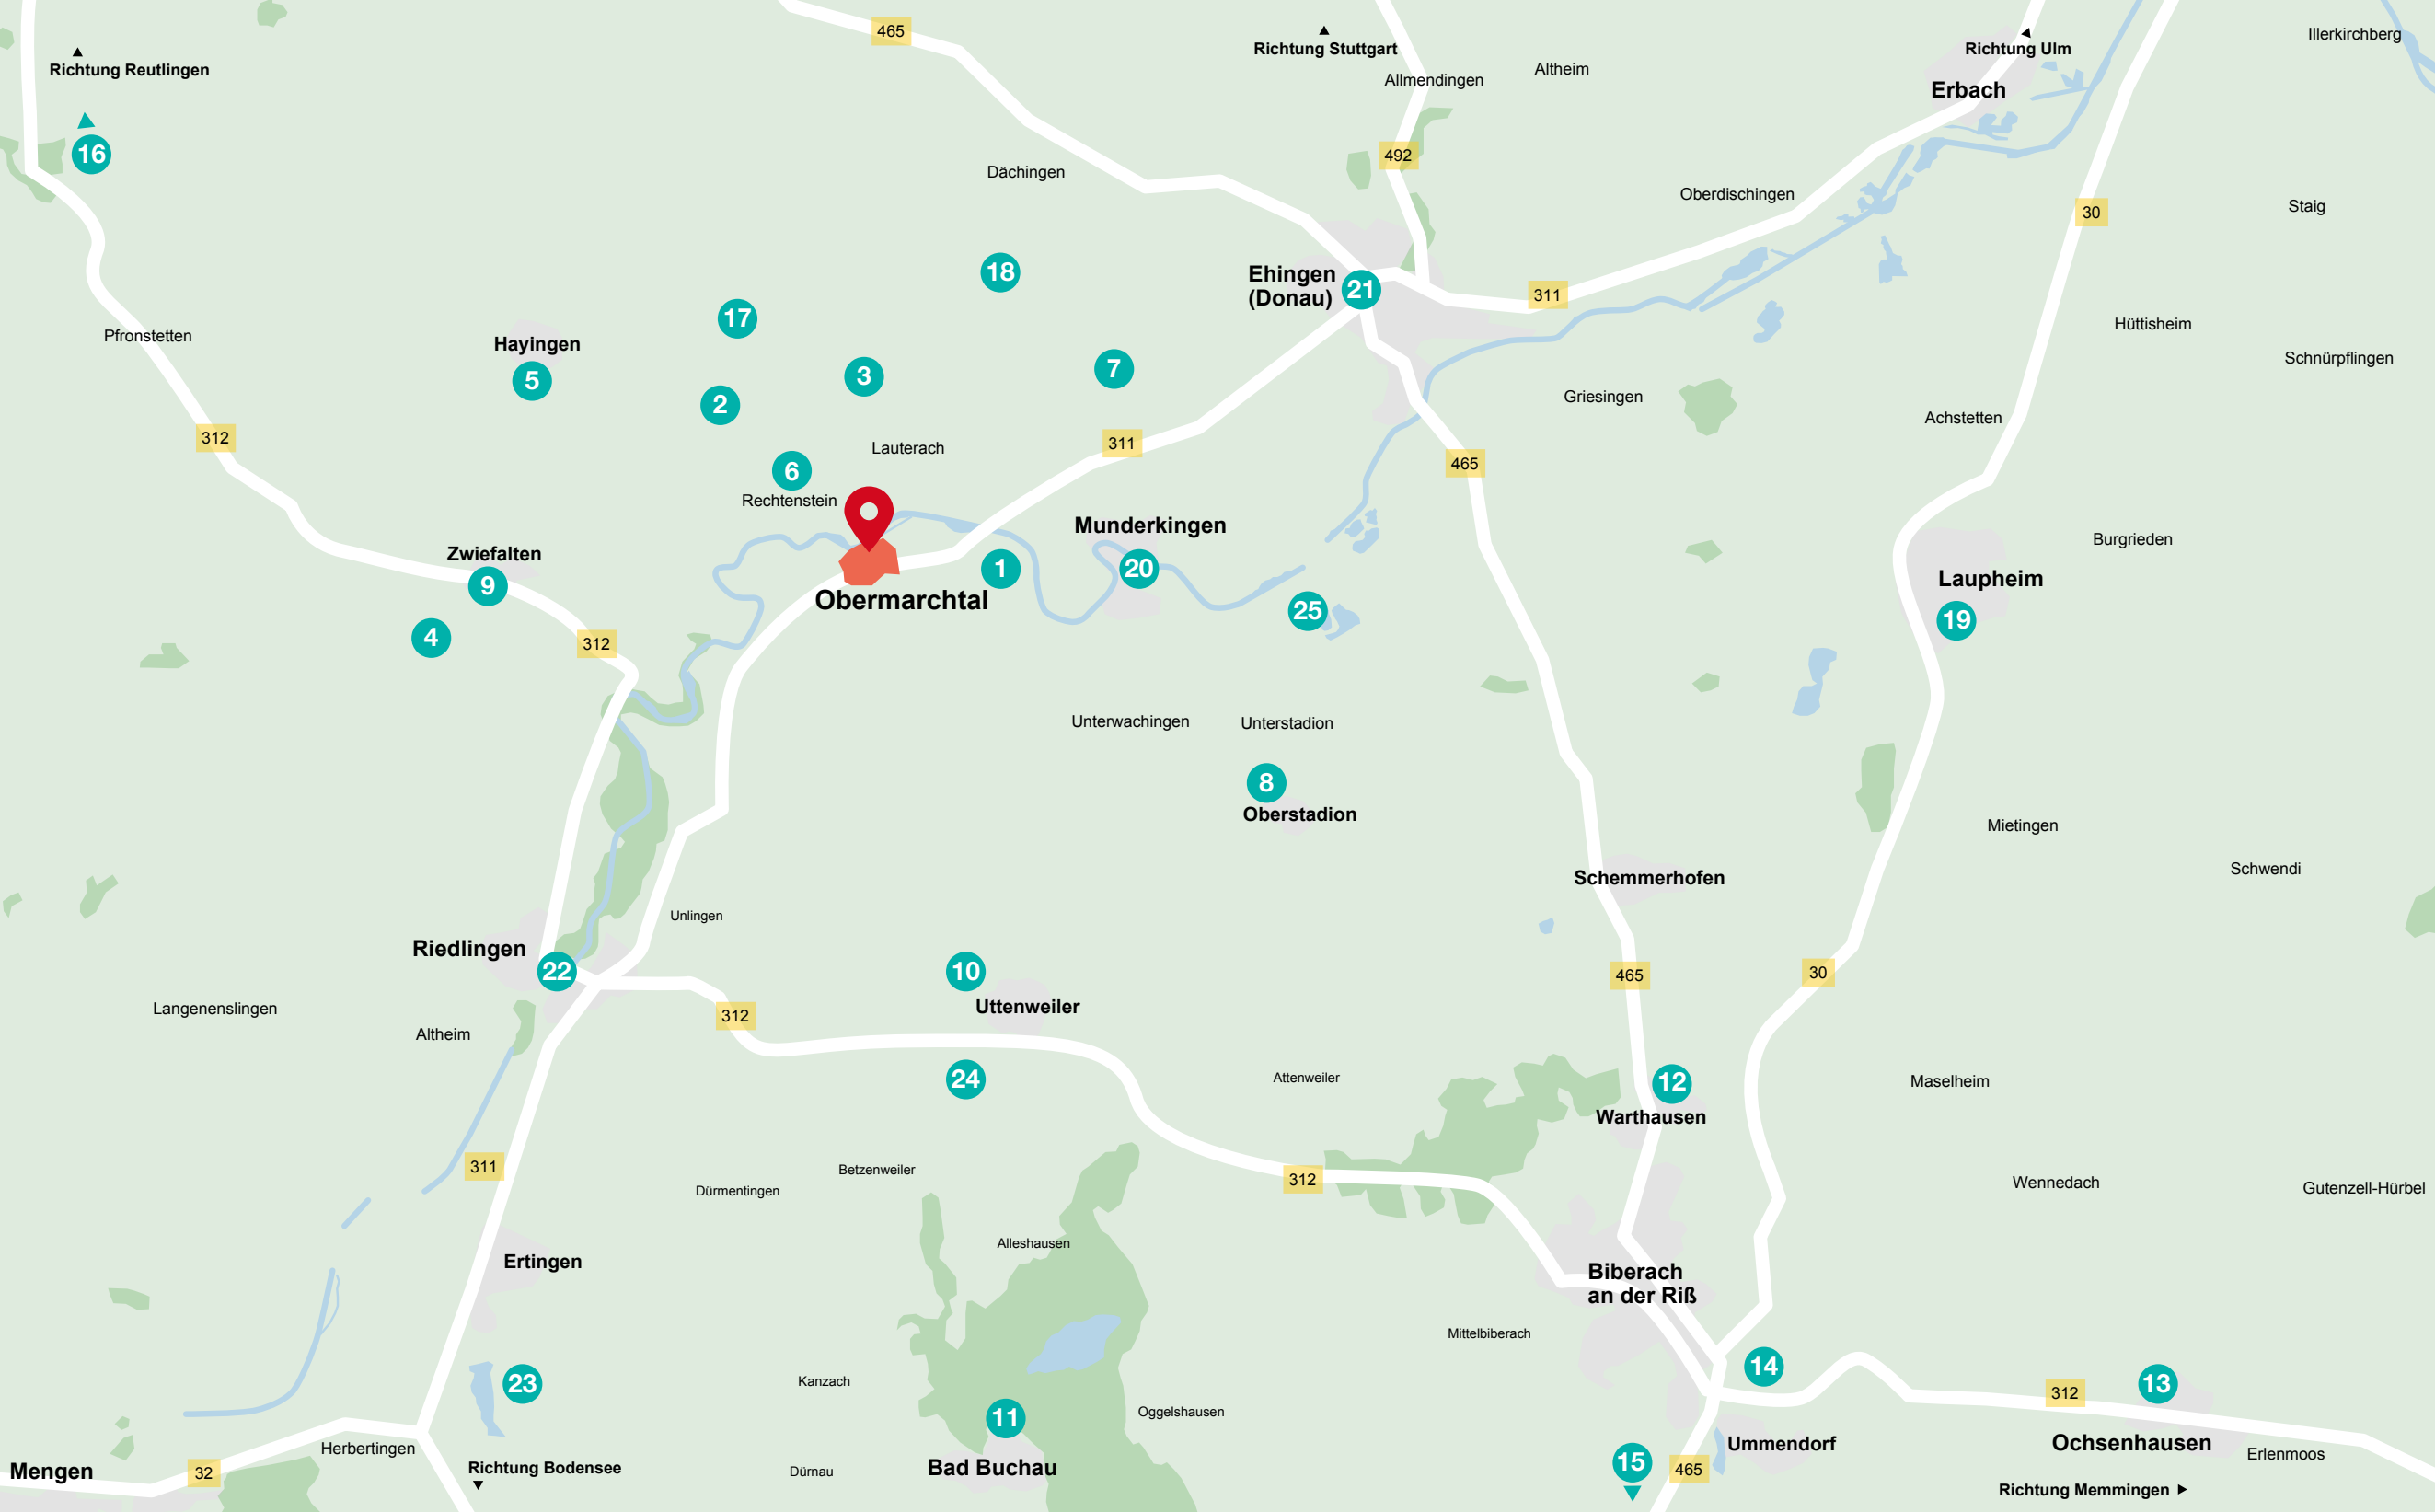 465
Richtung Stuttgart
Richtung Ulm
Illerkirchberg
Richtung Reutlingen
Allmendingen
Altheim
Erbach
16
492
Dächingen
Oberdischingen
30
Staig
18
Ehingen
(Donau)
21
311
17
Pfronstetten
Hayingen
Hüttisheim
Schnürpflingen
5
3
7
2
Griesingen
Achstetten
312
Lauterach
311
465
6
Rechtenstein
Munderkingen
Burgrieden
Zwiefalten
9
1
20
Laupheim
Obermarchtal
25
19
4
312
Unterwachingen
Unterstadion
8
Oberstadion
Mietingen
Schemmerhofen
Schwendi
Unlingen
Riedlingen
22
10
465
30
Langenenslingen
Uttenweiler
312
Altheim
24
Attenweiler
12
Maselheim
Warthausen
311
Betzenweiler
312
Dürmentingen
Wennedach
Gutenzell-Hürbel
Alleshausen
Ertingen
Biberach
an der Riß
Mittelbiberach
14
23
Kanzach
13
312
11
Oggelshausen
Herbertingen
Ummendorf
Ochsenhausen
Erlenmoos
Mengen
32
Richtung Bodensee
Dürnau
Bad Buchau
15
465
Richtung Memmingen